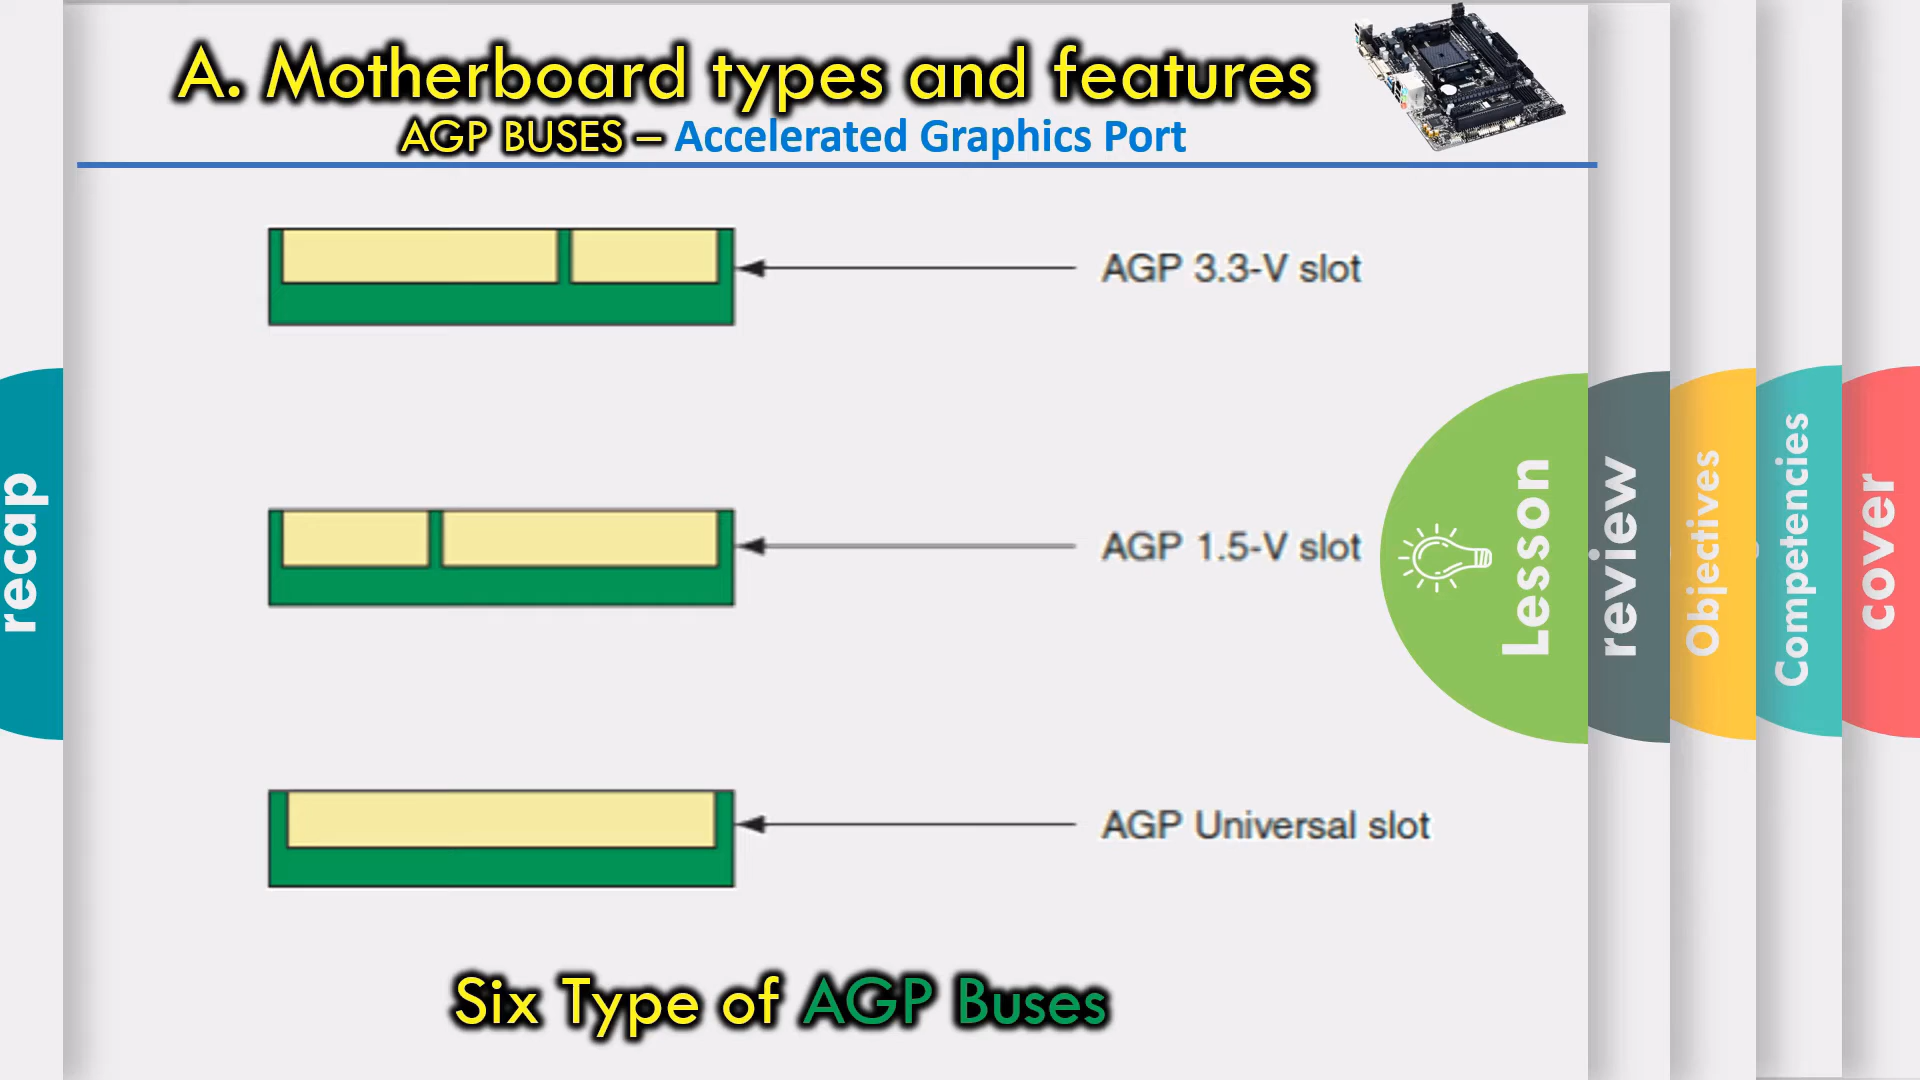 A. Motherboard types and features
AGP BUSES – Accelerated Graphics Port
AGP 3.3-V slot
AGP 1.5-V slot
AGP Universal slot
Six Type of AGP Buses
recap
Lesson
review
Objectives
Competencies
cover